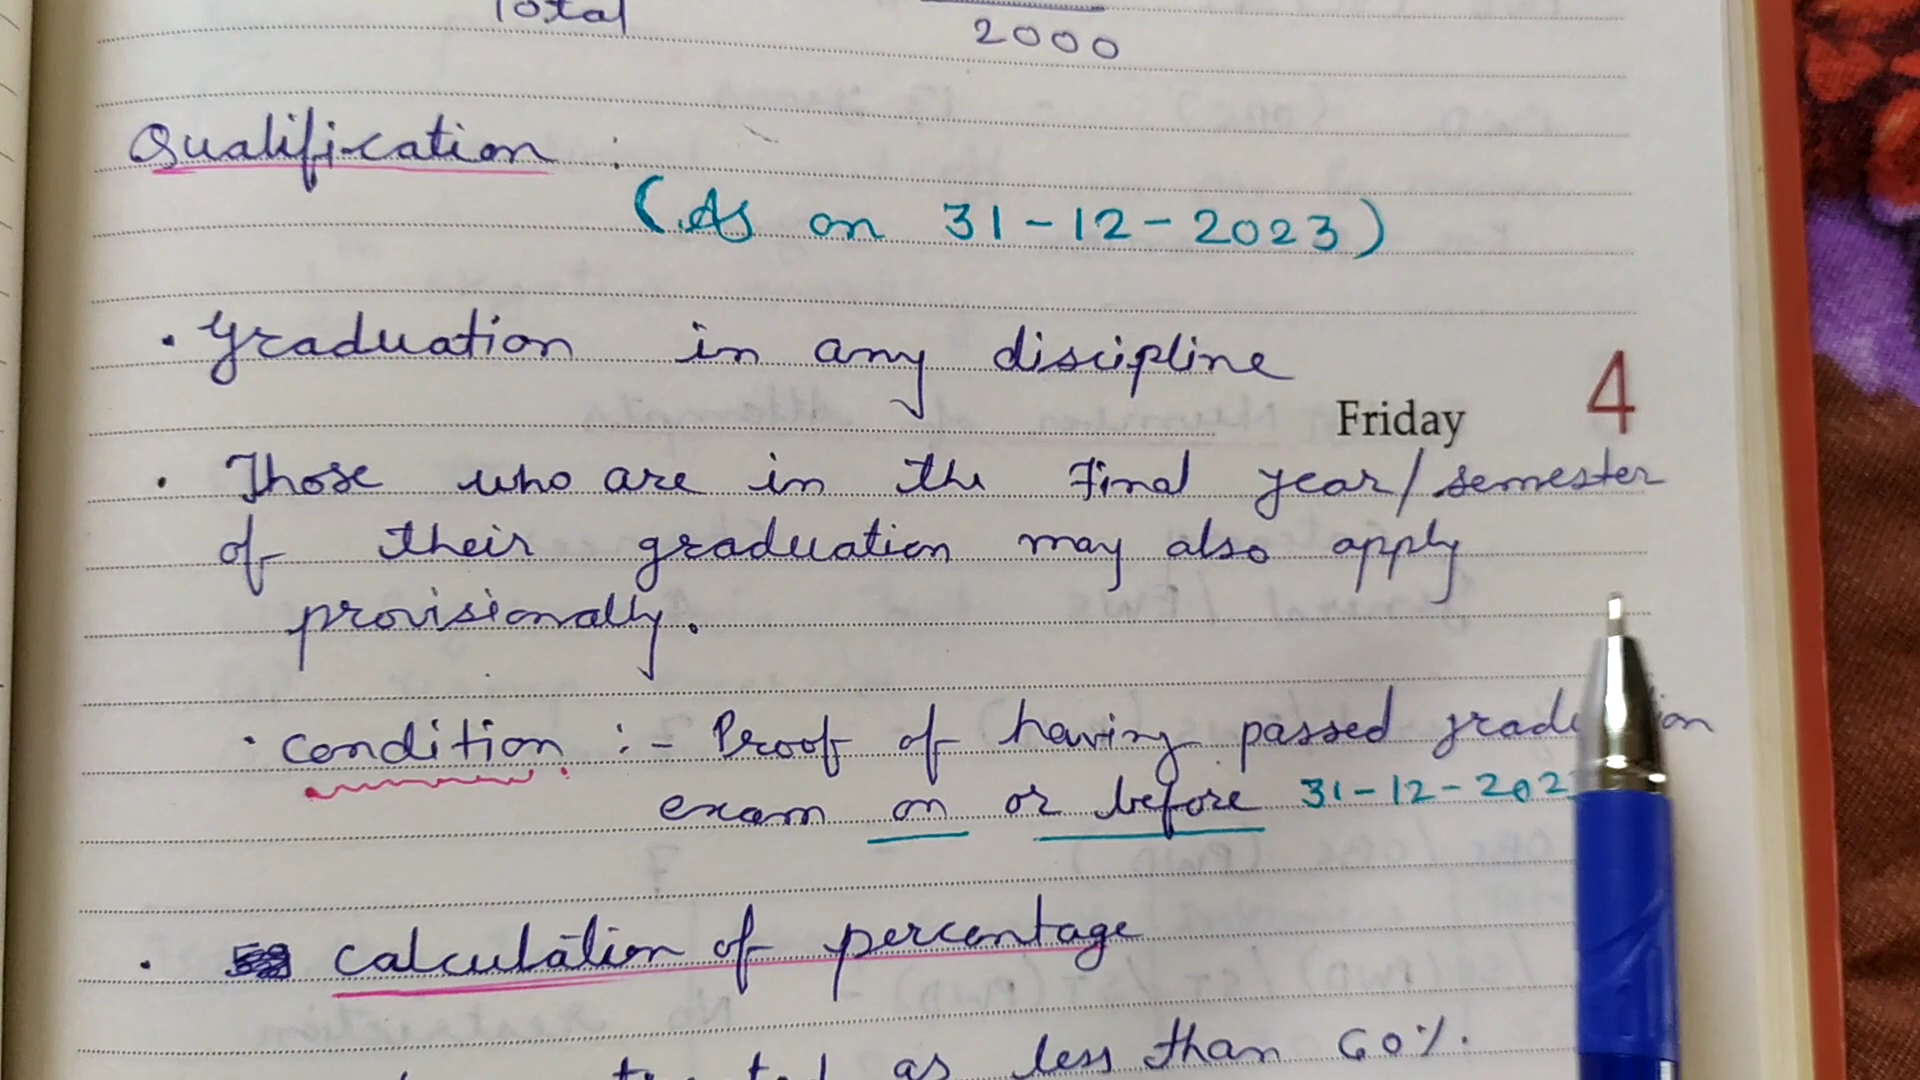 Total
2000
Qualification :
(As on 31-12-2023)
• Graduation in any discipline
Friday 4
• Those who are in the final year/semester
of their graduation may also apply
provisionally.
• Condition :- Proof of having passed
exam on or before 31-12-202
• Calculation of percentage
as less than 60%.